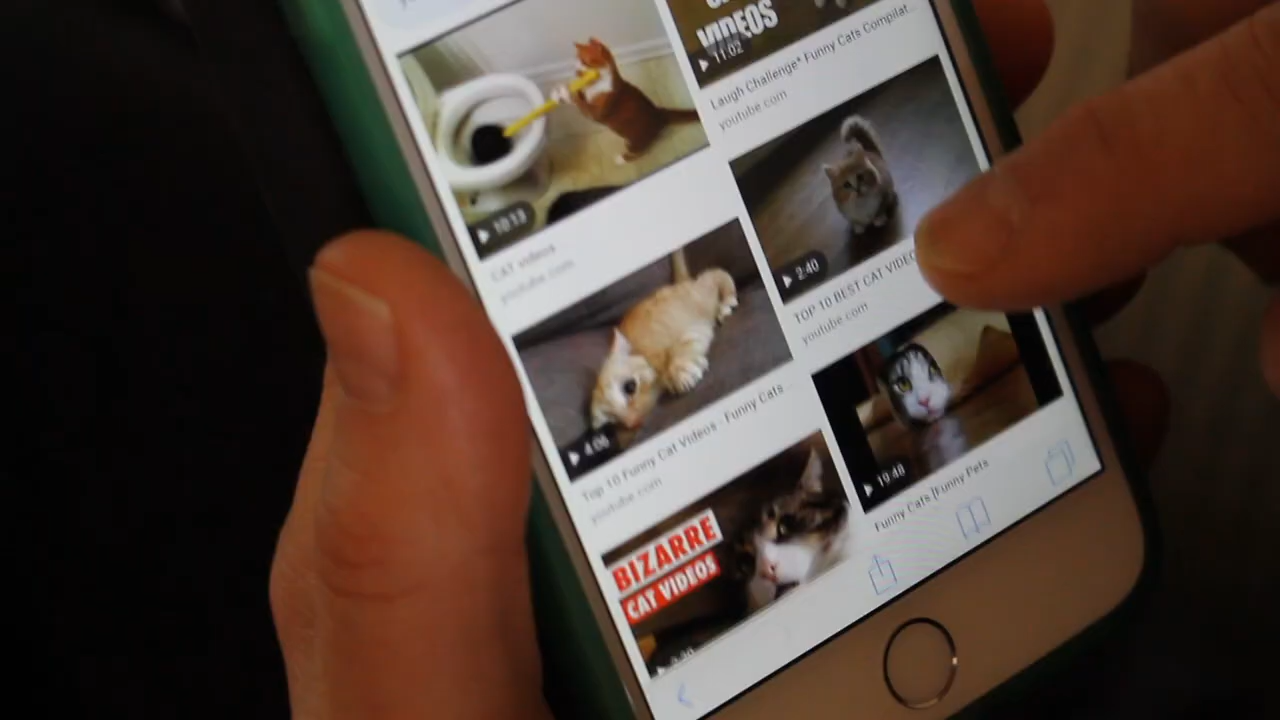 VIDEOS
11:02
Laugh Challenge* Funny Cats Compilat...
youtube.com
10:13
CAT videos
youtube.com
2:40
TOP 10 BEST CAT VIDEO
youtube.com
4:06
Top 10 Funny Cat Videos - Funny Cats ...
youtube.com
Funny Cats [Funny Pets
BIZARRE
CAT VIDEOS